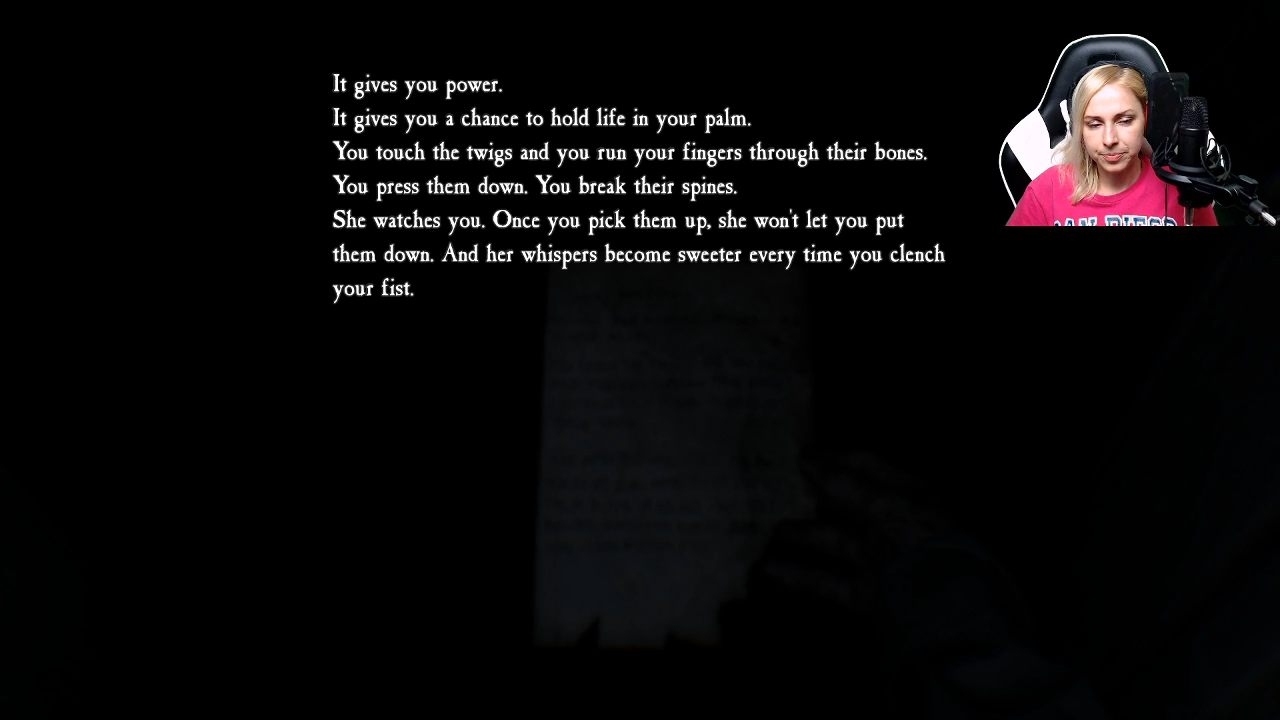 It gives you power.
It gives you a chance to hold life in your palm.
You touch the twigs and you run your fingers through their bones.
You press them down. You break their spines.
She watches you. Once you pick them up, she won't let you put
them down. And her whispers become sweeter every time you clench
your fist.
SAN DIEGO